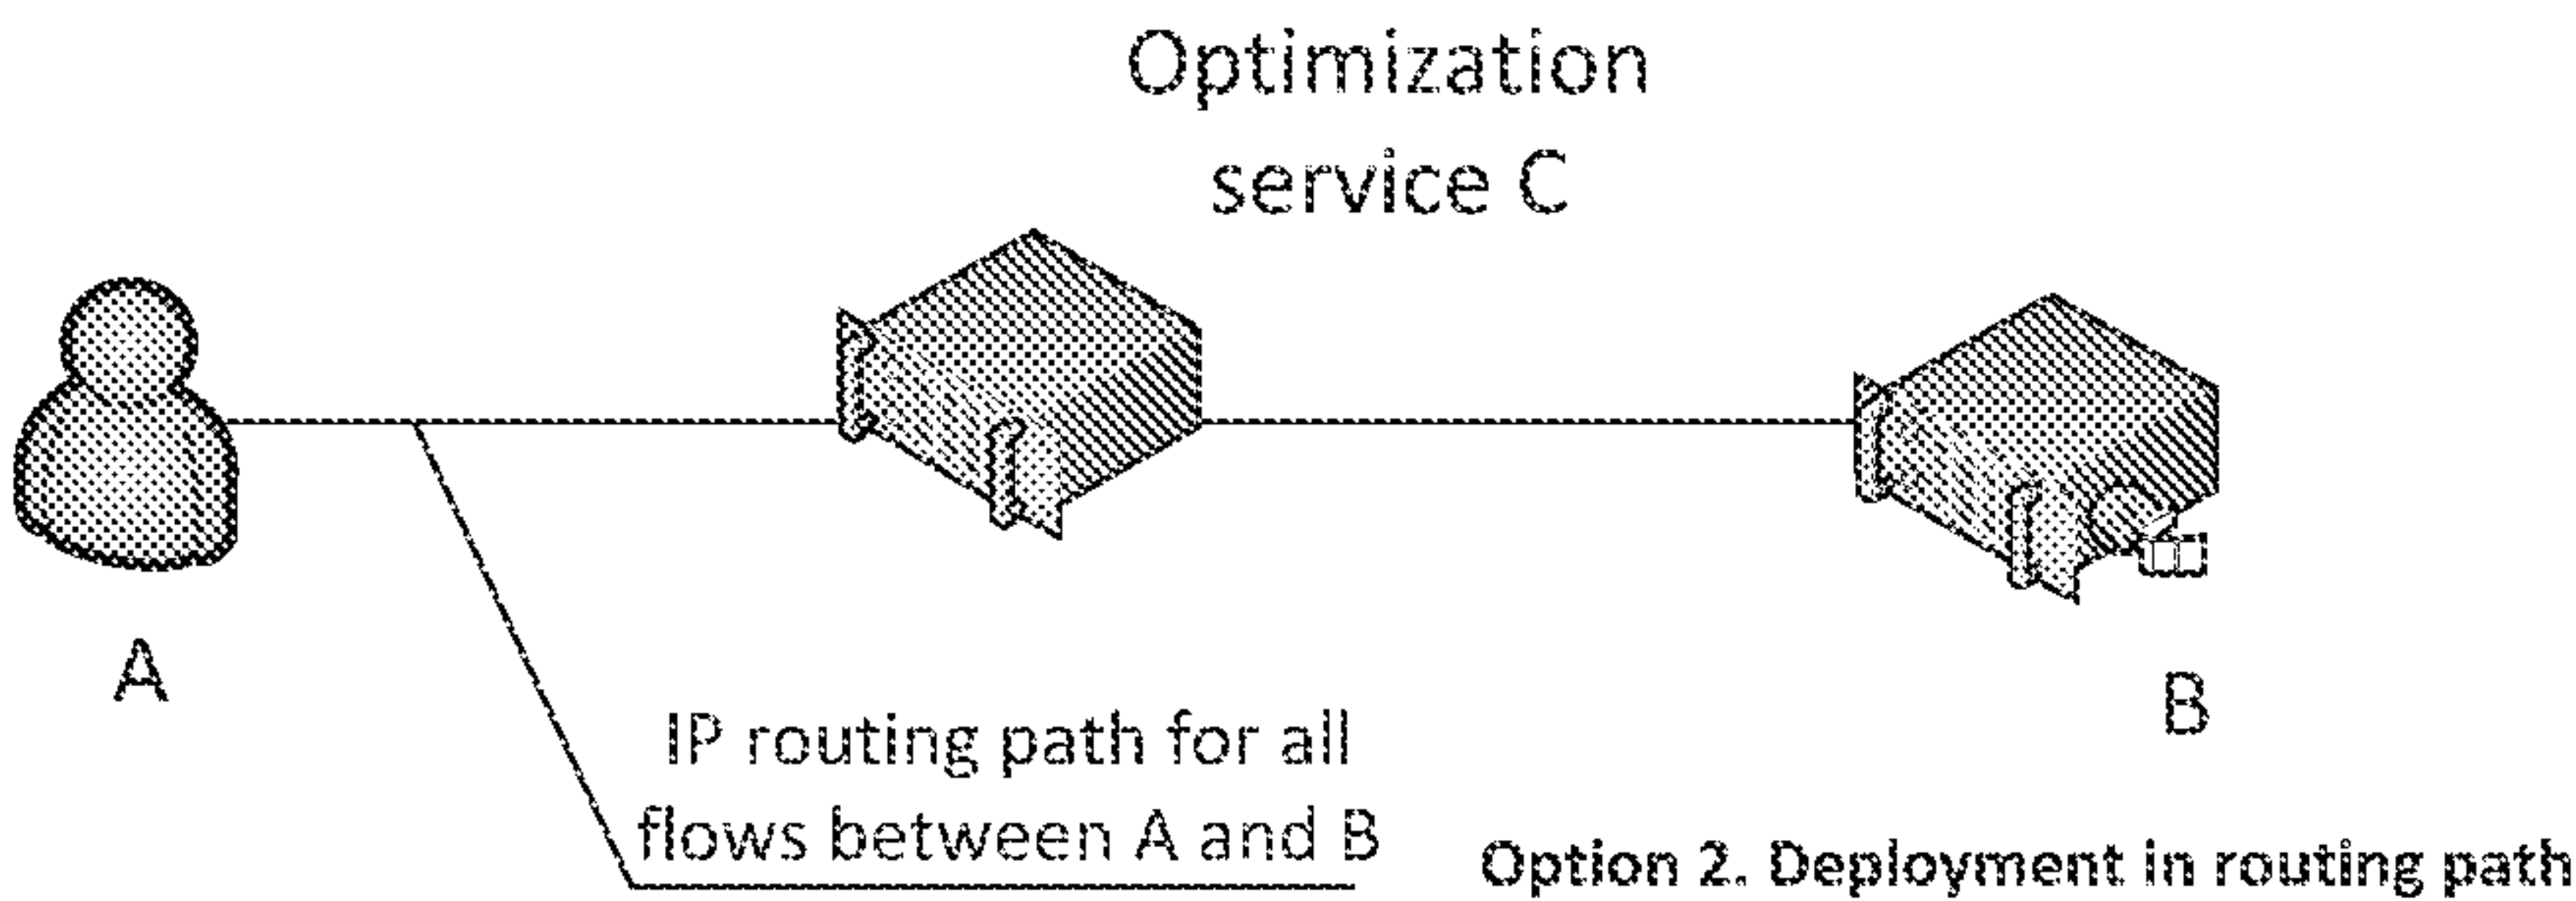 Optimization
service C
A
B
IP routing path for all
flows between A and B
Option 2. Deployment in routing path